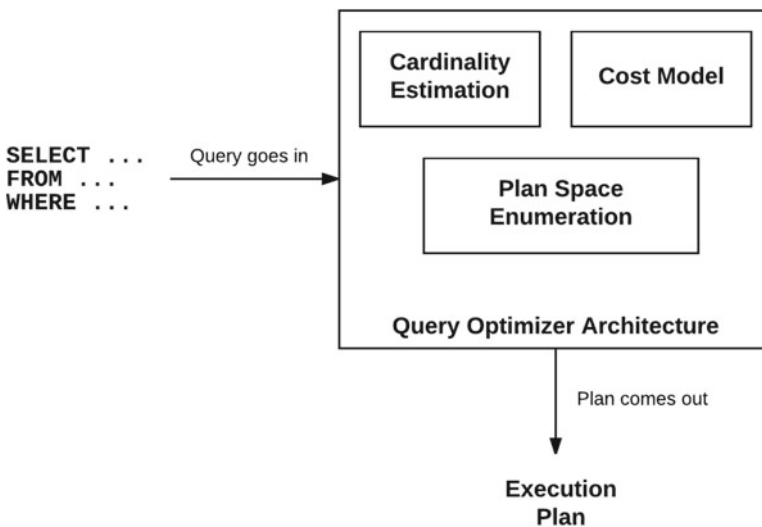 Cardinality
Estimation
Cost Model
SELECT ...
FROM ...
WHERE ...
Query goes in
Plan Space
Enumeration
Query Optimizer Architecture
Plan comes out
Execution
Plan